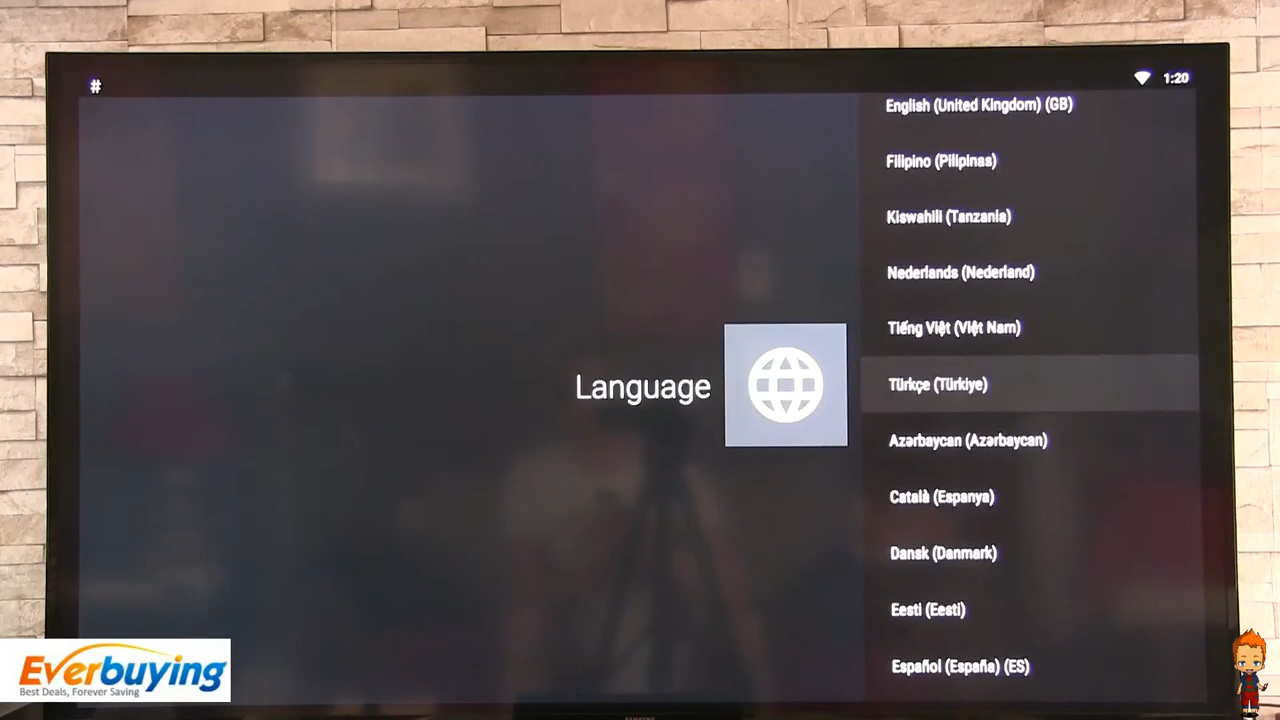 #
1:20
English (United Kingdom) (GB)
Filipino (Pilipinas)
Kiswahili (Tanzania)
Nederlands (Nederland)
Tiếng Việt (Việt Nam)
Language
Türkçe (Türkiye)
Azərbaycan (Azərbaycan)
Català (Espanya)
Dansk (Danmark)
Eesti (Eesti)
Español (España) (ES)
Everbuying
Best Deals, Forever Saving